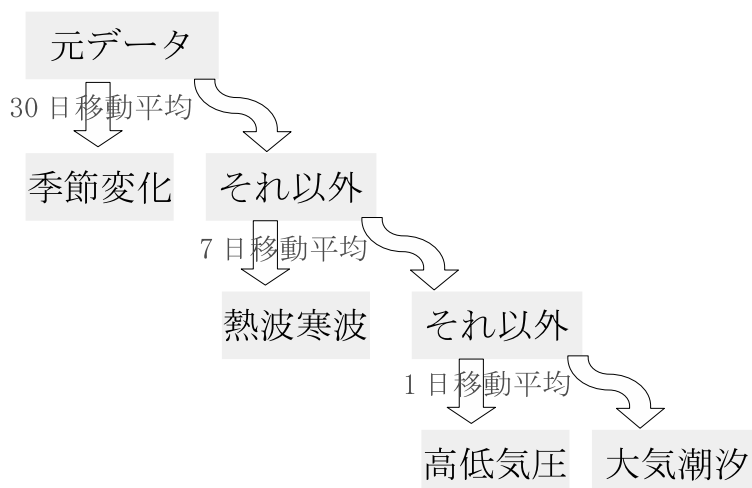 元データ
30日移動平均
季節変化
それ以外
7日移動平均
熱波寒波
それ以外
1日移動平均
高低気圧
大気潮汐